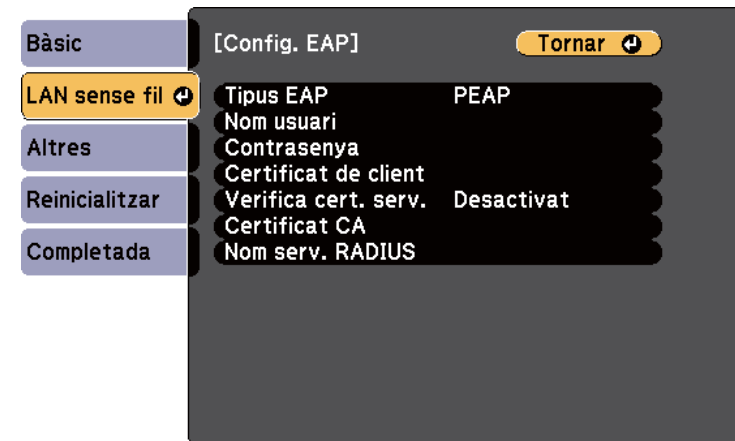 Bàsic
LAN sense fil
Altres
Reinicialitzar
Completada
[Config. EAP]
Tornar
Tipus EAP PEAP
Nom usuari
Contrasenya
Certificat de client
Verifica cert. serv. Desactivat
Certificat CA
Nom serv. RADIUS